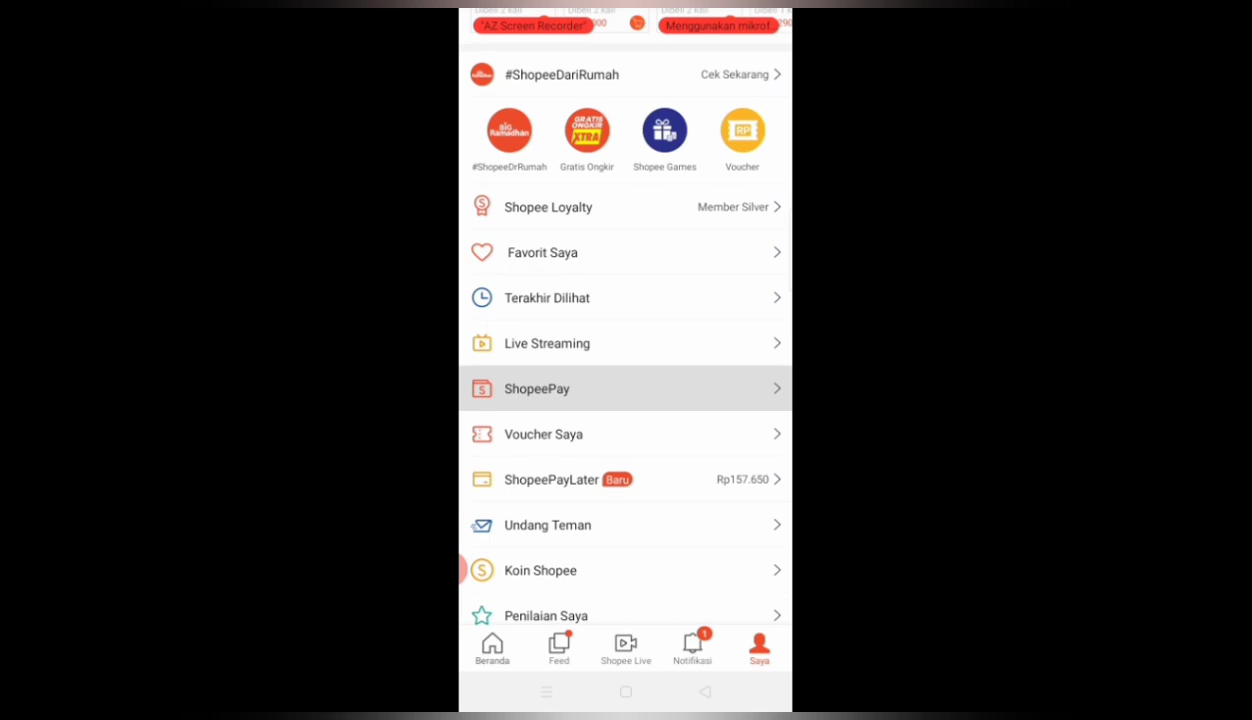 Dibeli 2 kali Dibeli 2 kali
"AZ Screen Recorder" Menggunakan mikrof
#ShopeeDariRumah Cek Sekarang
BIG Ramadhan GRATIS ONGKIR XTRA RP
#ShopeeDrRumah Gratis Ongkir Shopee Games Voucher
Shopee Loyalty Member Silver
Favorit Saya
Terakhir Dilihat
Live Streaming
ShopeePay
Voucher Saya
ShopeePayLater Baru Rp157.650
Undang Teman
Koin Shopee
Penilaian Saya
1
Beranda Feed Shopee Live Notifikasi Saya